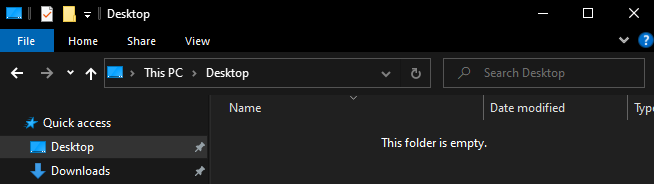 Desktop
File Home Share View
This PC > Desktop
Search Desktop
Name Date modified Type
Quick access
This folder is empty.
Desktop
Downloads